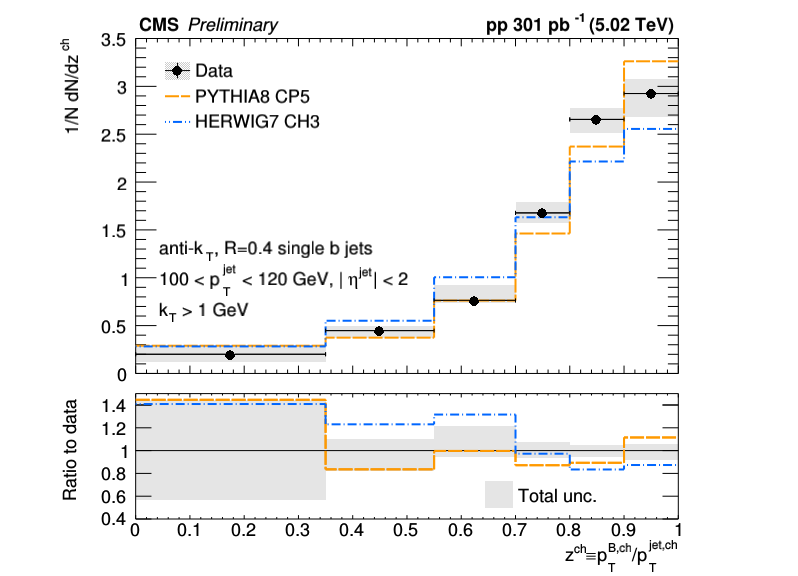 CMS Preliminary pp 301 pb⁻¹ (5.02 TeV)
1/N dN/dz^ch
3.5
3
2.5
2
1.5
1
0.5
0
Data
PYTHIA8 CP5
HERWIG7 CH3
anti-k_T, R=0.4 single b jets
100 < p_T^jet < 120 GeV, | η^jet | < 2
k_T > 1 GeV
Ratio to data
1.4
1.2
1
0.8
0.6
0.4
Total unc.
0 0.1 0.2 0.3 0.4 0.5 0.6 0.7 0.8 0.9 1
z^ch≡p_T^B,ch/p_T^jet,ch